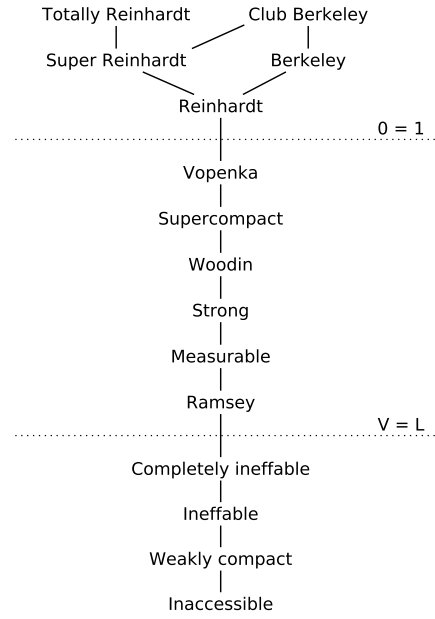 Totally Reinhardt Club Berkeley
Super Reinhardt Berkeley
Reinhardt
0 = 1
Vopenka
Supercompact
Woodin
Strong
Measurable
Ramsey
V = L
Completely ineffable
Ineffable
Weakly compact
Inaccessible